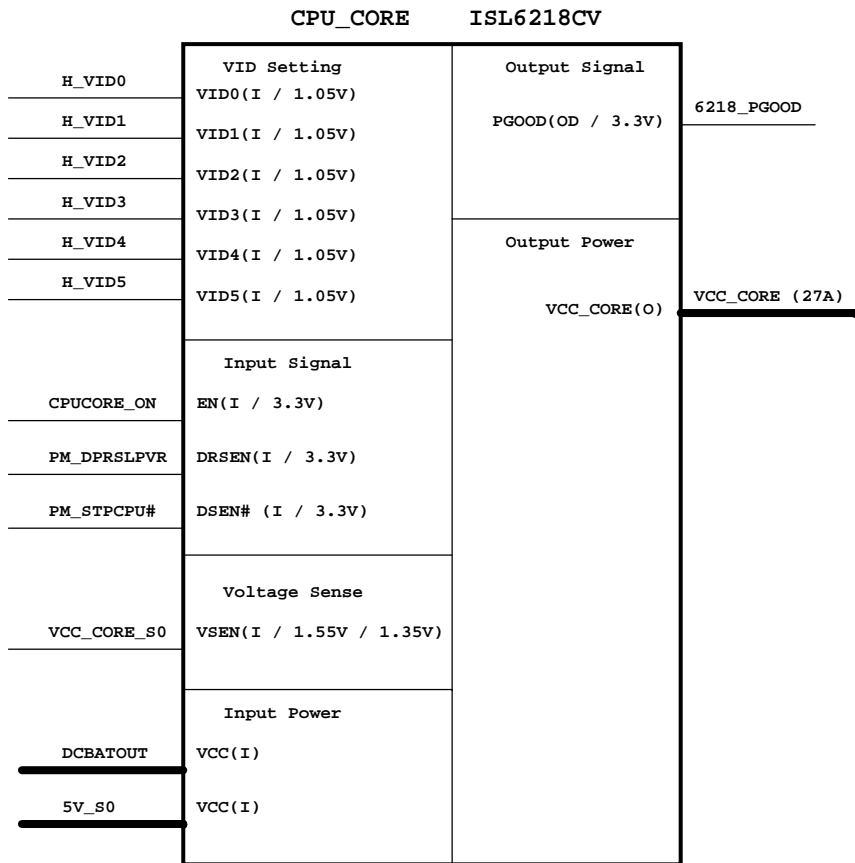 CPU_CORE ISL6218CV
VID Setting
H_VID0 VID0(I / 1.05V)
H_VID1 VID1(I / 1.05V)
H_VID2 VID2(I / 1.05V)
H_VID3 VID3(I / 1.05V)
H_VID4 VID4(I / 1.05V)
H_VID5 VID5(I / 1.05V)
Input Signal
CPUCORE_ON EN(I / 3.3V)
PM_DPRSLPVR DRSEN(I / 3.3V)
PM_STPCPU# DSEN# (I / 3.3V)
Voltage Sense
VCC_CORE_S0 VSEN(I / 1.55V / 1.35V)
Input Power
DCBATOUT VCC(I)
5V_S0 VCC(I)
Output Signal
PGOOD(OD / 3.3V) 6218_PGOOD
Output Power
VCC_CORE(O) VCC_CORE (27A)